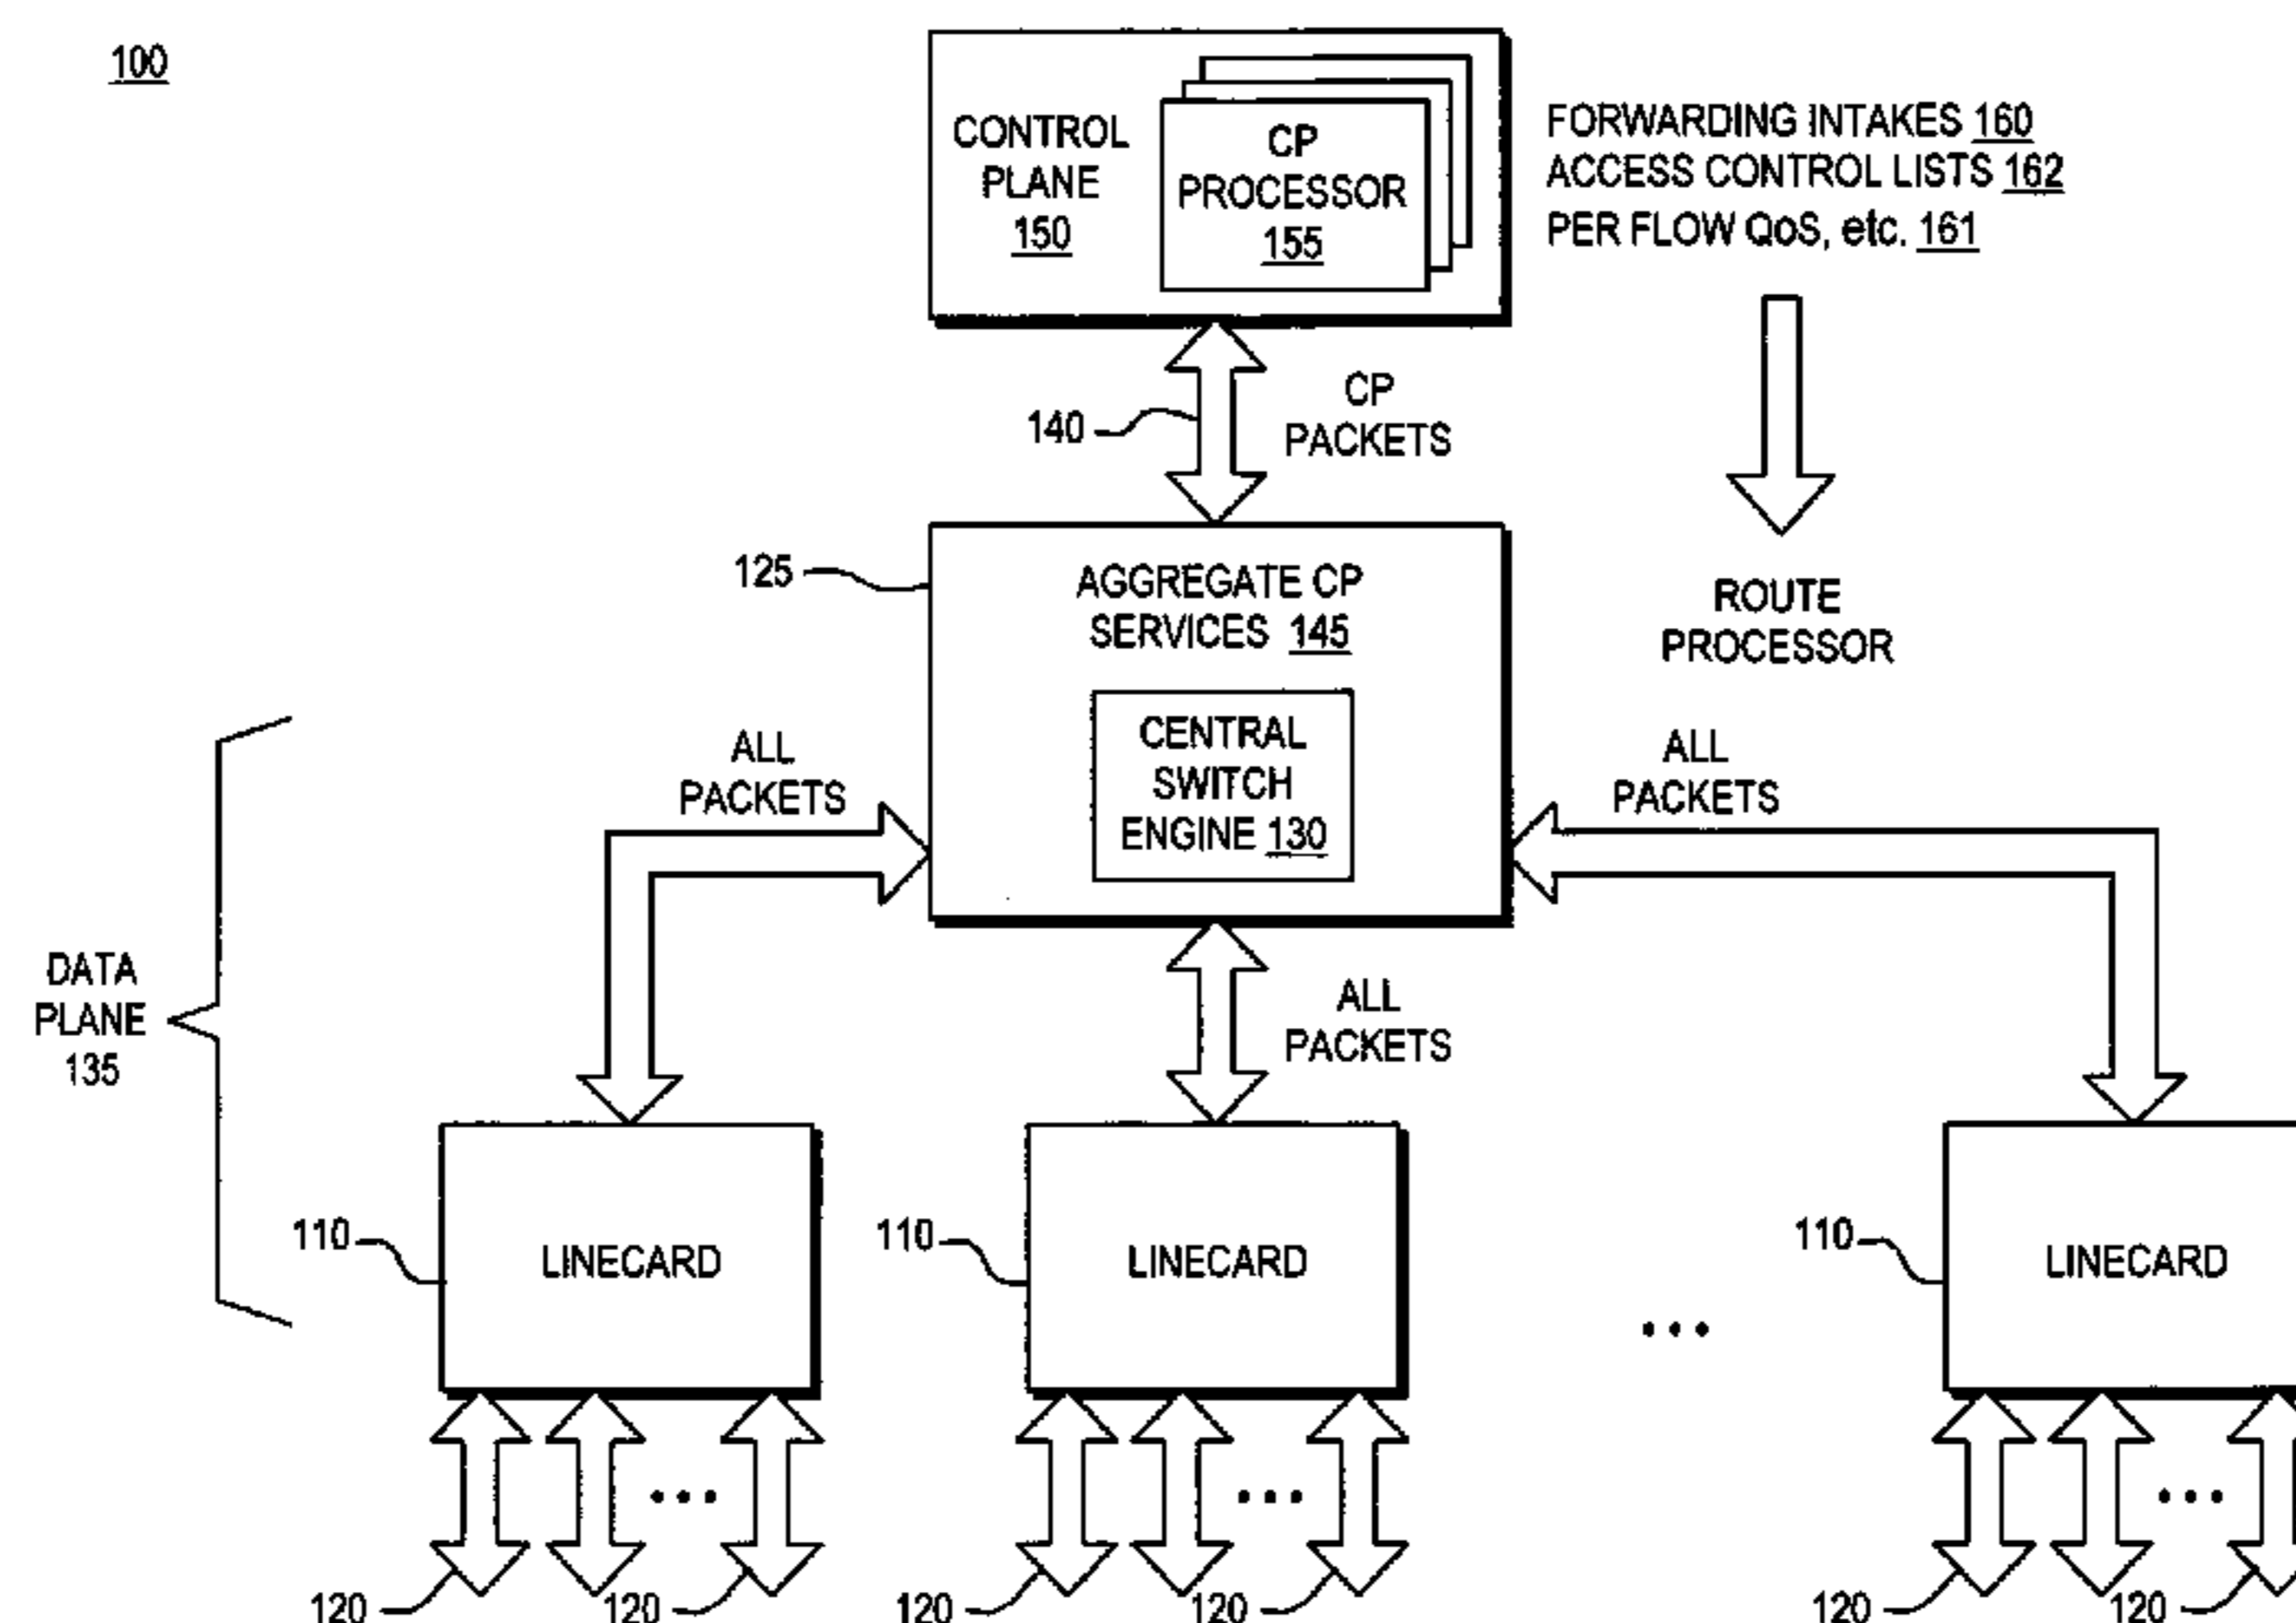 100
CONTROL
PLANE
150
CP
PROCESSOR
155
FORWARDING INTAKES 160
ACCESS CONTROL LISTS 162
PER FLOW QoS, etc. 161
140
CP
PACKETS
125
AGGREGATE CP
SERVICES 145
ROUTE
PROCESSOR
CENTRAL
SWITCH
ENGINE 130
ALL
PACKETS
ALL
PACKETS
DATA
PLANE
135
ALL
PACKETS
110
LINECARD
110
LINECARD
...
110
LINECARD
...
...
...
120
120
120
120
120
120